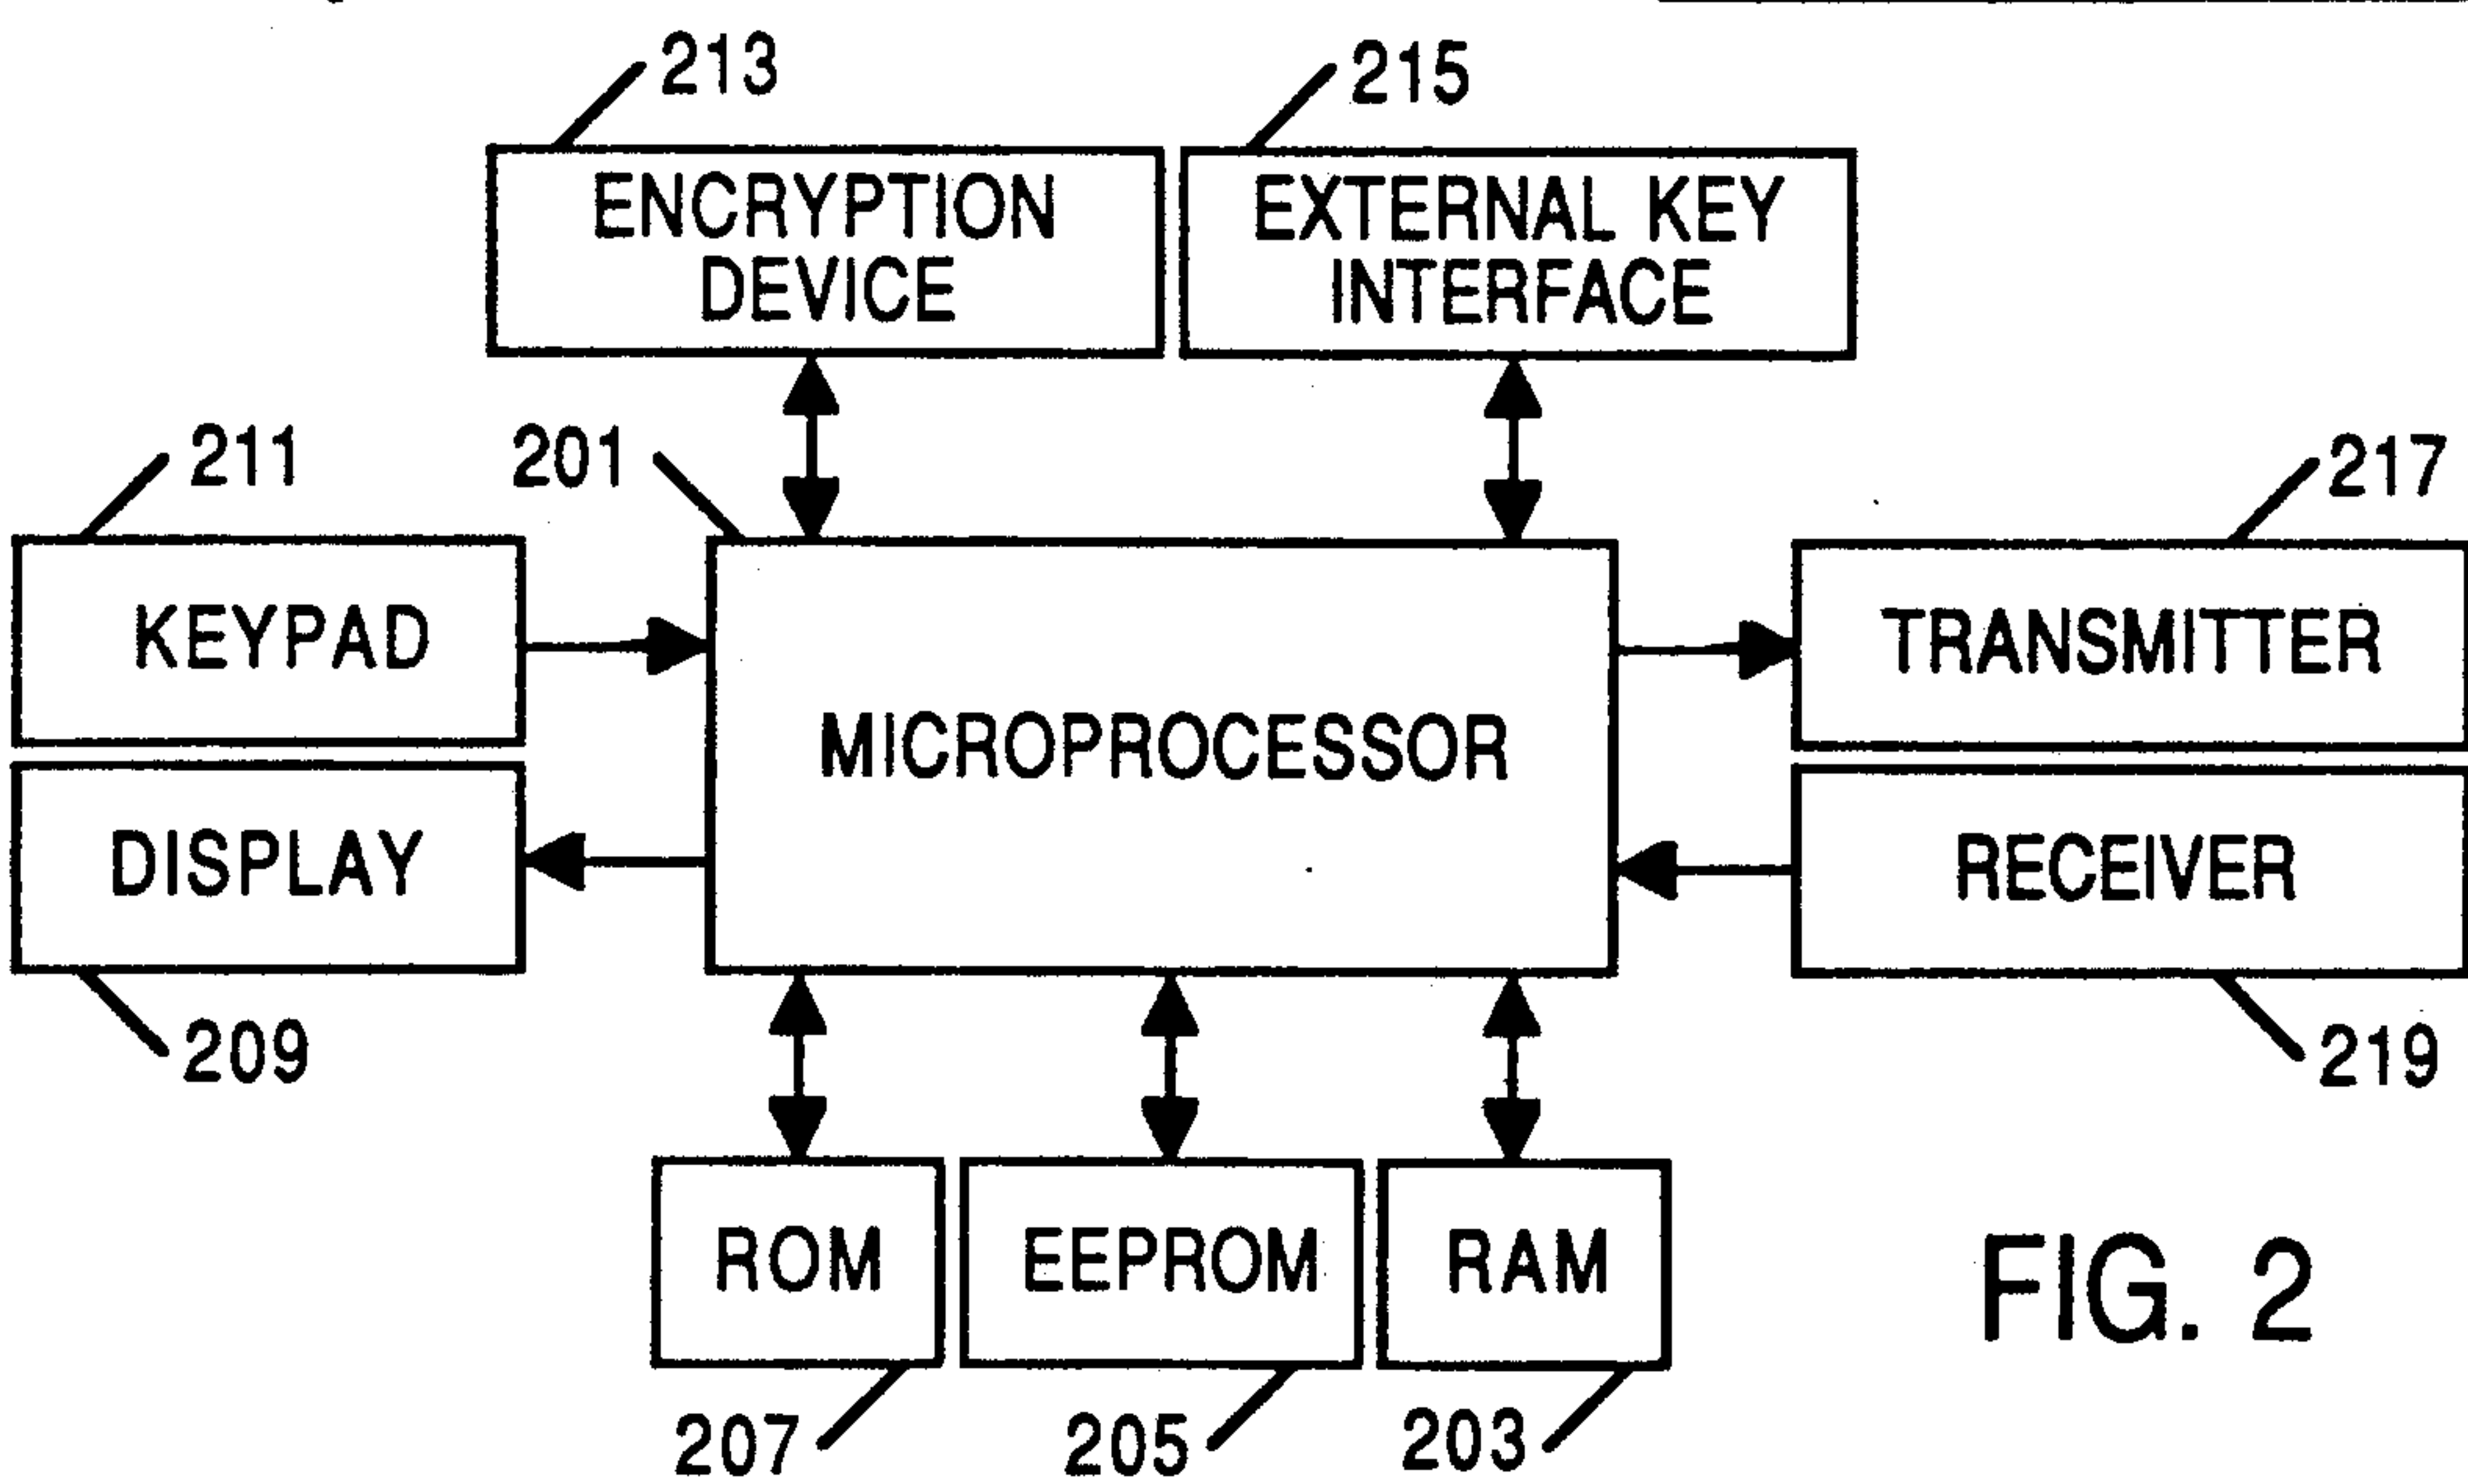 213
215
ENCRYPTION
DEVICE
EXTERNAL KEY
INTERFACE
211
201
217
KEYPAD
MICROPROCESSOR
TRANSMITTER
DISPLAY
RECEIVER
209
219
ROM
EEPROM
RAM
FIG. 2
207
205
203